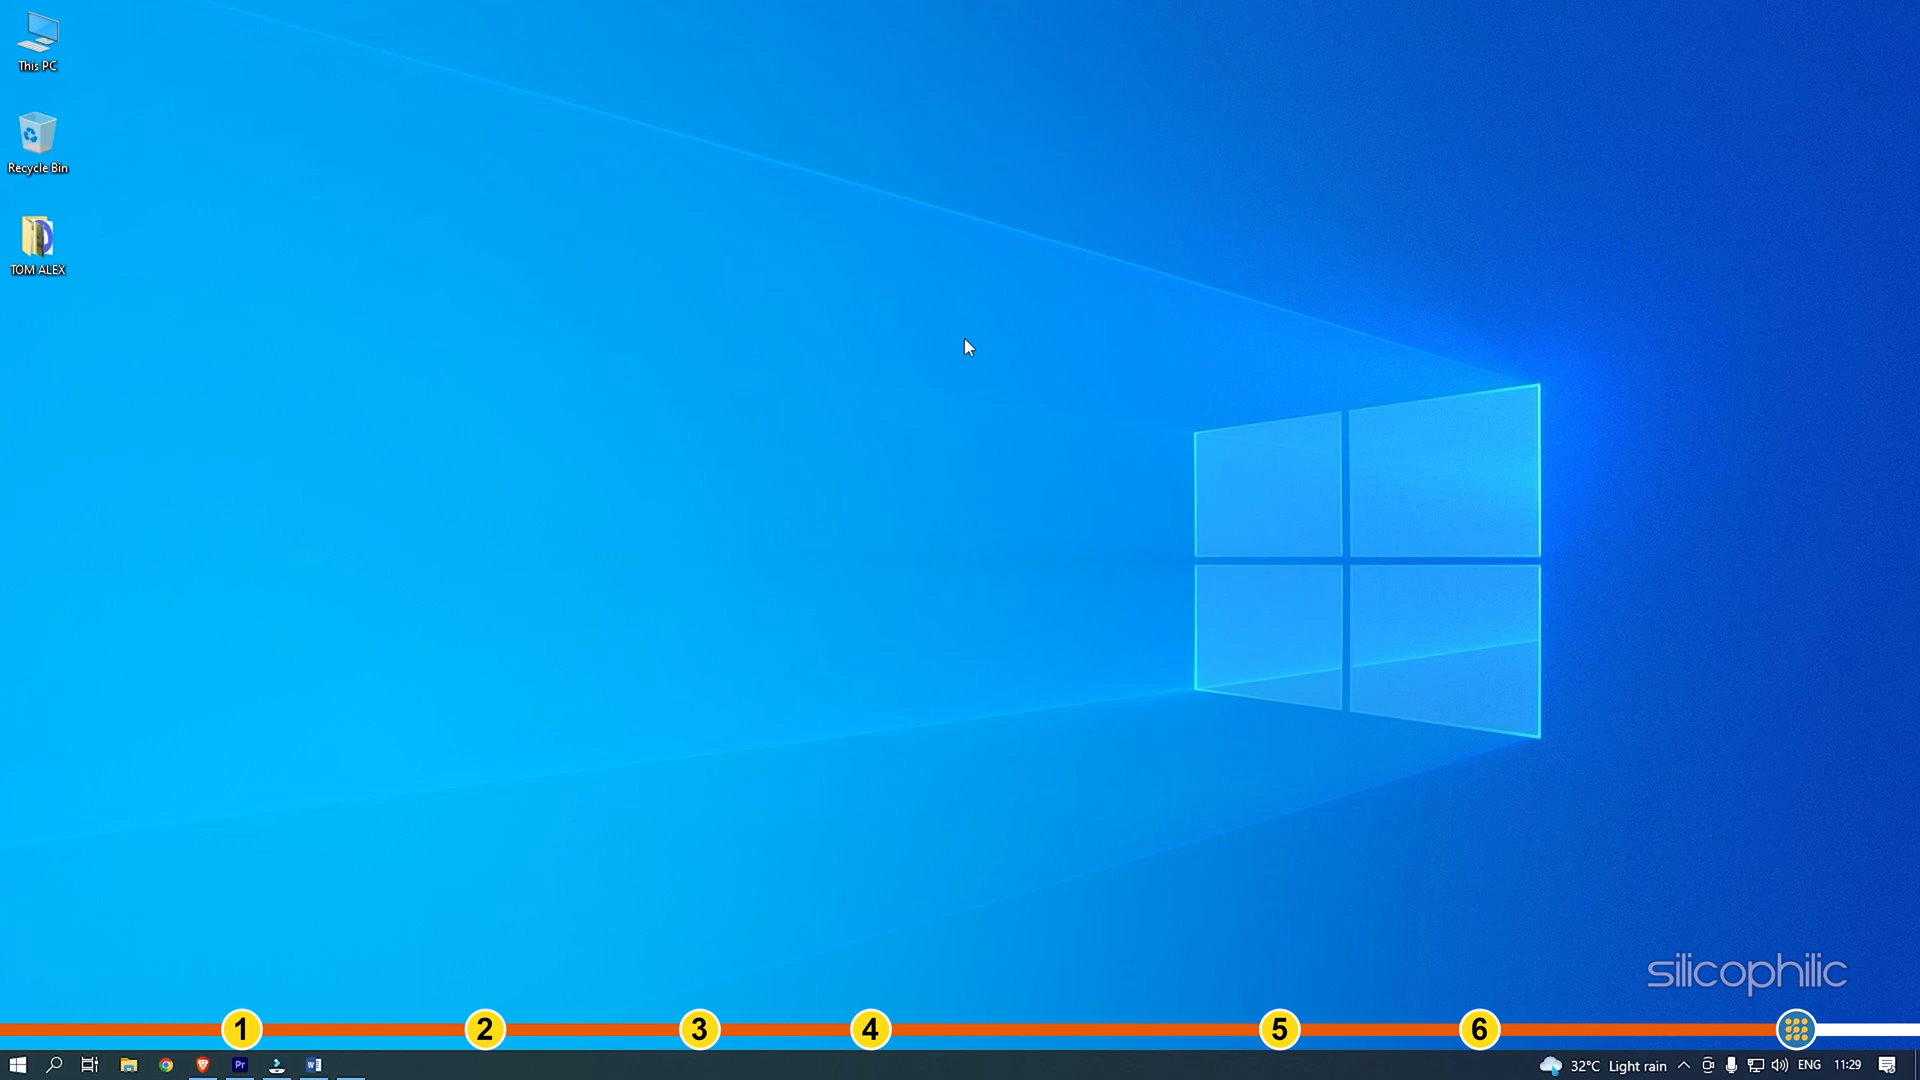 This PC
Recycle Bin
TOM ALEX
silicophilic
1 2 3 4 5 6
Pr
W
32°C Light rain
ENG
11:29